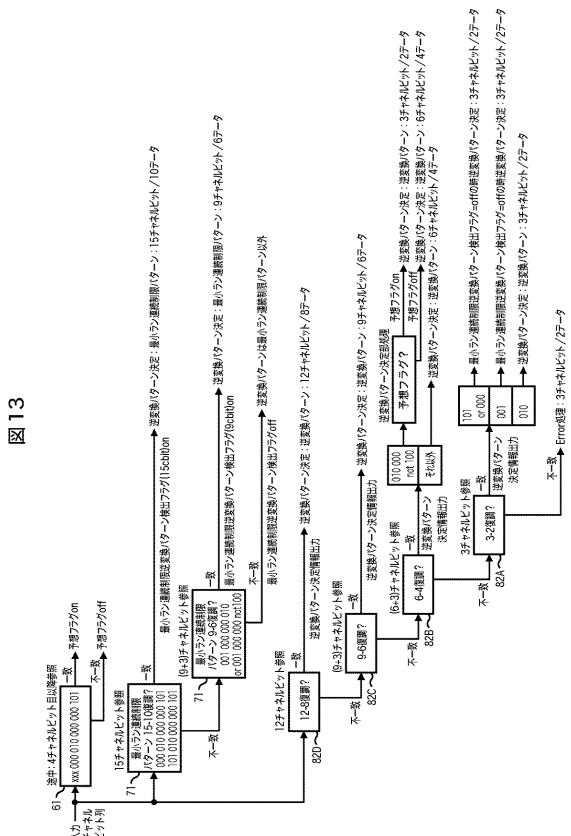 図13
入力
チャネル
ビット列
61
途中：4チャネルビット目以降参照
xxx 000 010 000 000 101
一致
予想フラグon
不一致
予想フラグoff
71
15チャネルビット参照
最小ラン連続制限
パターン 15-10復調？
000 010 000 000 101
101 010 000 000 101
一致
最小ラン連続制限逆変換パターン検出フラグ(15cbit)on
逆変換パターン決定：最小ラン連続制限パターン：15チャネルビット/10データ
不一致
71
(9+3)チャネルビット参照
最小ラン連続制限
パターン 9-6復調？
001 000 000 010
or 001 000 000 not100
一致
最小ラン連続制限逆変換パターン検出フラグ(9cbit)on
逆変換パターン決定：最小ラン連続制限パターン：9チャネルビット/6データ
不一致
最小ラン連続制限逆変換パターン検出フラグoff
逆変換パターンは最小ラン連続制限パターン以外
12チャネルビット参照
12-8復調？
82D
一致
逆変換パターン決定情報出力
逆変換パターン決定：逆変換パターン：12チャネルビット/8データ
不一致
(9+3)チャネルビット参照
9-6復調？
82C
一致
逆変換パターン決定情報出力
逆変換パターン決定：逆変換パターン：9チャネルビット/6データ
不一致
(6+3)チャネルビット参照
6-4復調？
82B
一致
逆変換パターン
決定情報出力
010 000
not 100
それ以外
逆変換パターン決定部処理
予想フラグ？
予想フラグon
逆変換パターン決定：逆変換パターン：3チャネルビット/2データ
予想フラグoff
逆変換パターン決定：逆変換パターン：6チャネルビット/4データ
逆変換パターン決定：逆変換パターン：6チャネルビット/4データ
不一致
3チャネルビット参照
3-2復調？
82A
一致
逆変換パターン
決定情報出力
101
or 000
001
010
最小ラン連続制限逆変換パターン検出フラグ=offの時逆変換パターン決定：3チャネルビット/2データ
最小ラン連続制限逆変換パターン検出フラグ=offの時逆変換パターン決定：3チャネルビット/2データ
逆変換パターン決定：逆変換パターン：3チャネルビット/2データ
不一致
Error処理：3チャネルビット/2データ